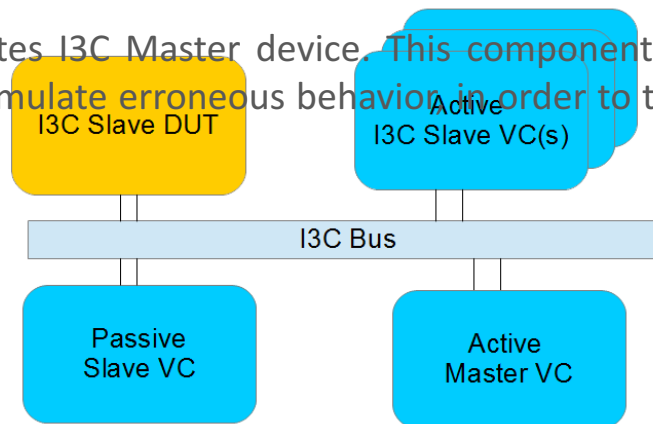 tes I3C Master device. This component
mulate erroneous behavior, in order to t
I3C Slave DUT
Active
I3C Slave VC(s)
I3C Bus
Passive
Slave VC
Active
Master VC